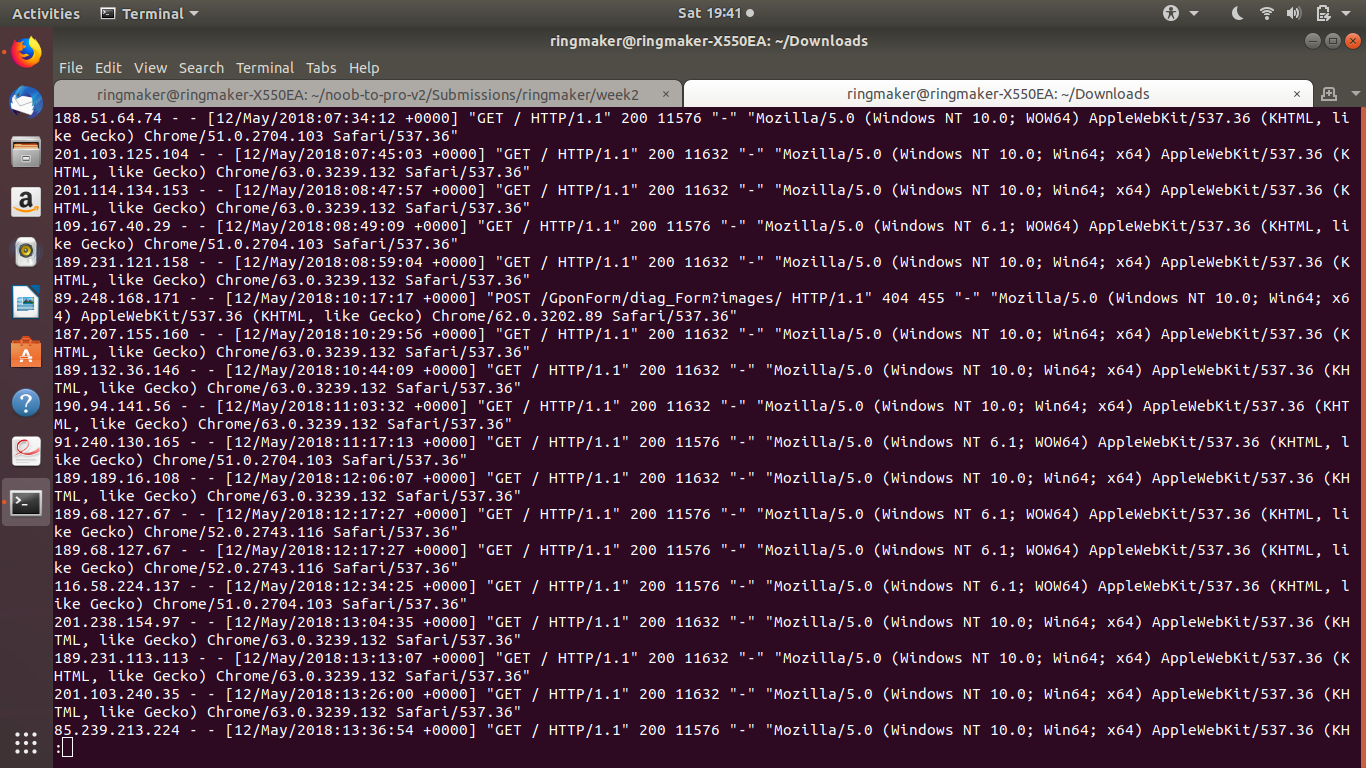 Activities Terminal Sat 19:41
ringmaker@ringmaker-X550EA: ~/Downloads
File Edit View Search Terminal Tabs Help
ringmaker@ringmaker-X550EA: ~/noob-to-pro-v2/Submissions/ringmaker/week2 × ringmaker@ringmaker-X550EA: ~/Downloads ×
188.51.64.74 - - [12/May/2018:07:34:12 +0000] "GET / HTTP/1.1" 200 11576 "-" "Mozilla/5.0 (Windows NT 10.0; WOW64) AppleWebKit/537.36 (KHTML, li
ke Gecko) Chrome/51.0.2704.103 Safari/537.36"
201.103.125.104 - - [12/May/2018:07:45:03 +0000] "GET / HTTP/1.1" 200 11632 "-" "Mozilla/5.0 (Windows NT 10.0; Win64; x64) AppleWebKit/537.36 (K
HTML, like Gecko) Chrome/63.0.3239.132 Safari/537.36"
201.114.134.153 - - [12/May/2018:08:47:57 +0000] "GET / HTTP/1.1" 200 11632 "-" "Mozilla/5.0 (Windows NT 10.0; Win64; x64) AppleWebKit/537.36 (K
HTML, like Gecko) Chrome/63.0.3239.132 Safari/537.36"
109.167.40.29 - - [12/May/2018:08:49:09 +0000] "GET / HTTP/1.1" 200 11576 "-" "Mozilla/5.0 (Windows NT 6.1; WOW64) AppleWebKit/537.36 (KHTML, li
ke Gecko) Chrome/51.0.2704.103 Safari/537.36"
189.231.121.158 - - [12/May/2018:08:59:04 +0000] "GET / HTTP/1.1" 200 11632 "-" "Mozilla/5.0 (Windows NT 10.0; Win64; x64) AppleWebKit/537.36 (K
HTML, like Gecko) Chrome/63.0.3239.132 Safari/537.36"
89.248.168.171 - - [12/May/2018:10:17:17 +0000] "POST /GponForm/diag_Form?images/ HTTP/1.1" 404 455 "-" "Mozilla/5.0 (Windows NT 10.0; Win64; x6
4) AppleWebKit/537.36 (KHTML, like Gecko) Chrome/62.0.3202.89 Safari/537.36"
187.207.155.160 - - [12/May/2018:10:29:56 +0000] "GET / HTTP/1.1" 200 11632 "-" "Mozilla/5.0 (Windows NT 10.0; Win64; x64) AppleWebKit/537.36 (K
HTML, like Gecko) Chrome/63.0.3239.132 Safari/537.36"
189.132.36.146 - - [12/May/2018:10:44:09 +0000] "GET / HTTP/1.1" 200 11632 "-" "Mozilla/5.0 (Windows NT 10.0; Win64; x64) AppleWebKit/537.36 (KH
TML, like Gecko) Chrome/63.0.3239.132 Safari/537.36"
190.94.141.56 - - [12/May/2018:11:03:32 +0000] "GET / HTTP/1.1" 200 11632 "-" "Mozilla/5.0 (Windows NT 10.0; Win64; x64) AppleWebKit/537.36 (KHT
ML, like Gecko) Chrome/63.0.3239.132 Safari/537.36"
91.240.130.165 - - [12/May/2018:11:17:13 +0000] "GET / HTTP/1.1" 200 11576 "-" "Mozilla/5.0 (Windows NT 6.1; WOW64) AppleWebKit/537.36 (KHTML, l
ike Gecko) Chrome/51.0.2704.103 Safari/537.36"
189.189.16.108 - - [12/May/2018:12:06:07 +0000] "GET / HTTP/1.1" 200 11632 "-" "Mozilla/5.0 (Windows NT 10.0; Win64; x64) AppleWebKit/537.36 (KH
TML, like Gecko) Chrome/63.0.3239.132 Safari/537.36"
189.68.127.67 - - [12/May/2018:12:17:27 +0000] "GET / HTTP/1.1" 200 11576 "-" "Mozilla/5.0 (Windows NT 6.1; WOW64) AppleWebKit/537.36 (KHTML, li
ke Gecko) Chrome/52.0.2743.116 Safari/537.36"
189.68.127.67 - - [12/May/2018:12:17:27 +0000] "GET / HTTP/1.1" 200 11576 "-" "Mozilla/5.0 (Windows NT 6.1; WOW64) AppleWebKit/537.36 (KHTML, li
ke Gecko) Chrome/52.0.2743.116 Safari/537.36"
116.58.224.137 - - [12/May/2018:12:34:25 +0000] "GET / HTTP/1.1" 200 11576 "-" "Mozilla/5.0 (Windows NT 6.1; WOW64) AppleWebKit/537.36 (KHTML, l
ike Gecko) Chrome/51.0.2704.103 Safari/537.36"
201.238.154.97 - - [12/May/2018:13:04:35 +0000] "GET / HTTP/1.1" 200 11632 "-" "Mozilla/5.0 (Windows NT 10.0; Win64; x64) AppleWebKit/537.36 (KH
TML, like Gecko) Chrome/63.0.3239.132 Safari/537.36"
189.231.113.113 - - [12/May/2018:13:13:07 +0000] "GET / HTTP/1.1" 200 11632 "-" "Mozilla/5.0 (Windows NT 10.0; Win64; x64) AppleWebKit/537.36 (K
HTML, like Gecko) Chrome/63.0.3239.132 Safari/537.36"
201.103.240.35 - - [12/May/2018:13:26:00 +0000] "GET / HTTP/1.1" 200 11632 "-" "Mozilla/5.0 (Windows NT 10.0; Win64; x64) AppleWebKit/537.36 (KH
TML, like Gecko) Chrome/63.0.3239.132 Safari/537.36"
85.239.213.224 - - [12/May/2018:13:36:54 +0000] "GET / HTTP/1.1" 200 11632 "-" "Mozilla/5.0 (Windows NT 10.0; Win64; x64) AppleWebKit/537.36 (KH
: